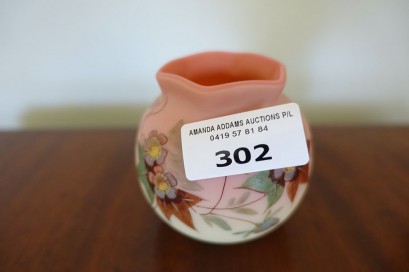 AMANDA ADDAMS AUCTIONS P/L
0419 57 81 84
302